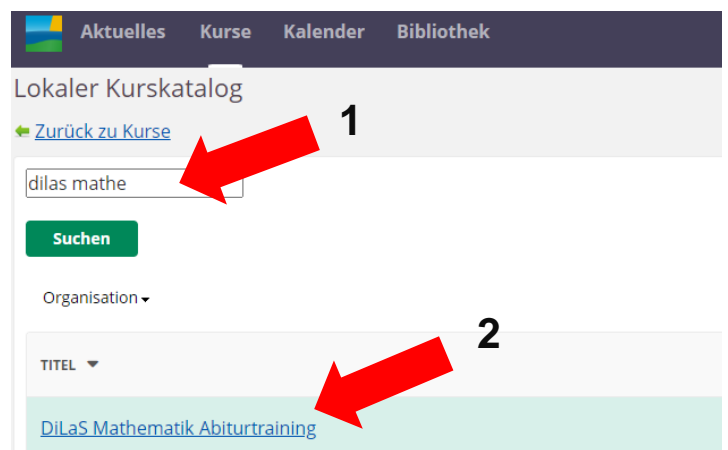 Aktuelles Kurse Kalender Bibliothek
Lokaler Kurskatalog
1
Zurück zu Kurse
dilas mathe
Suchen
Organisation
2
TITEL
DiLaS Mathematik Abiturtraining